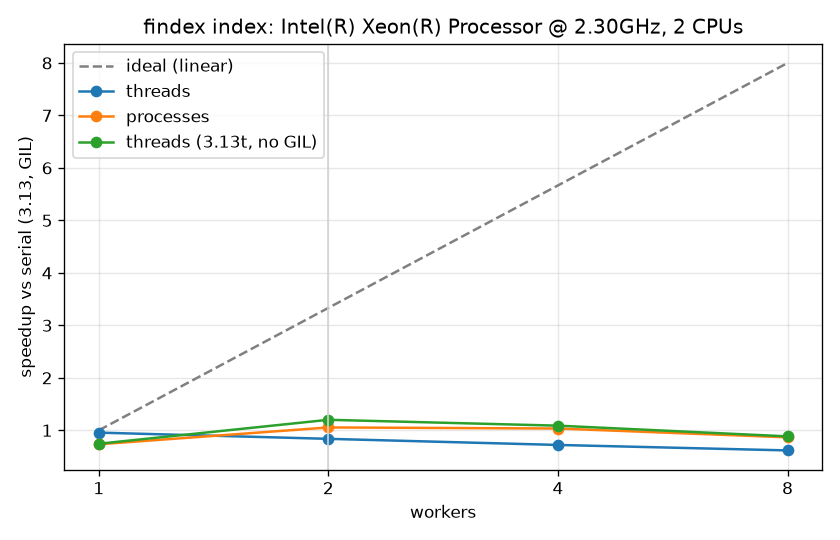 findex index: Intel(R) Xeon(R) Processor @ 2.30GHz, 2 CPUs
ideal (linear)
threads
processes
threads (3.13t, no GIL)
speedup vs serial (3.13, GIL)
8
7
6
5
4
3
2
1
1
2
4
8
workers